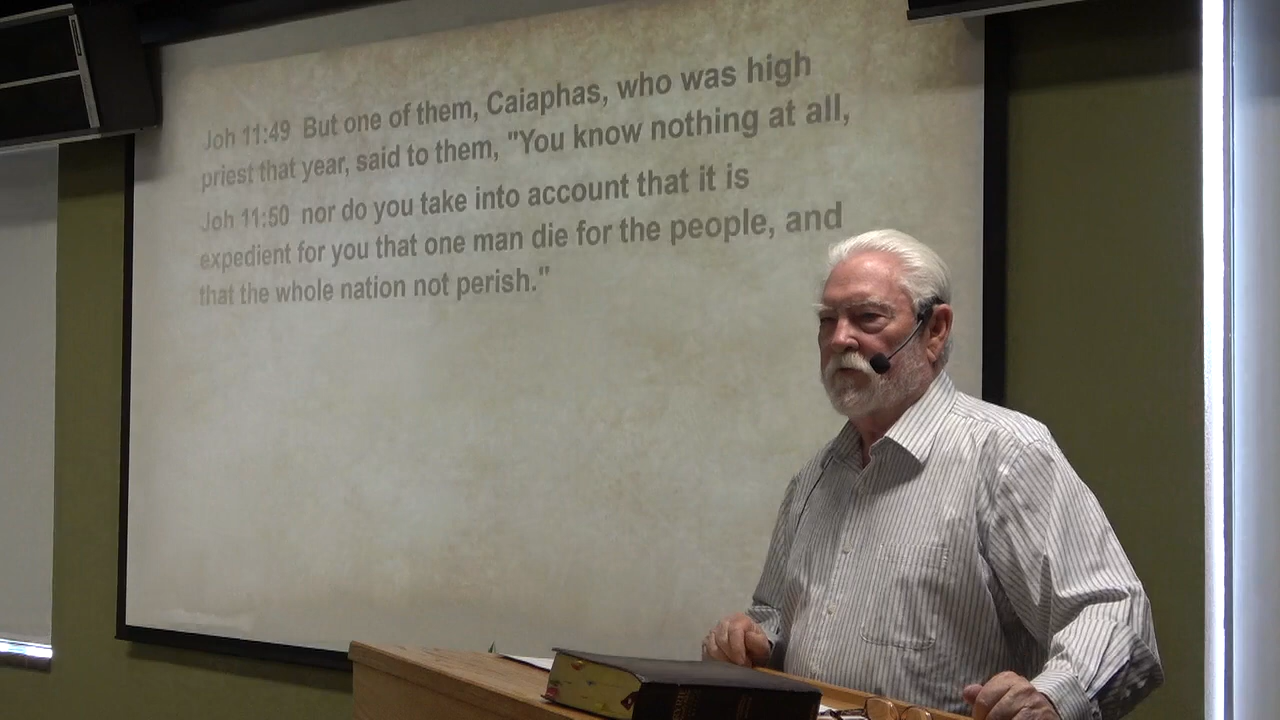 Joh 11:49 But one of them, Caiaphas, who was high
priest that year, said to them, "You know nothing at all,
Joh 11:50 nor do you take into account that it is
expedient for you that one man die for the people, and
that the whole nation not perish."